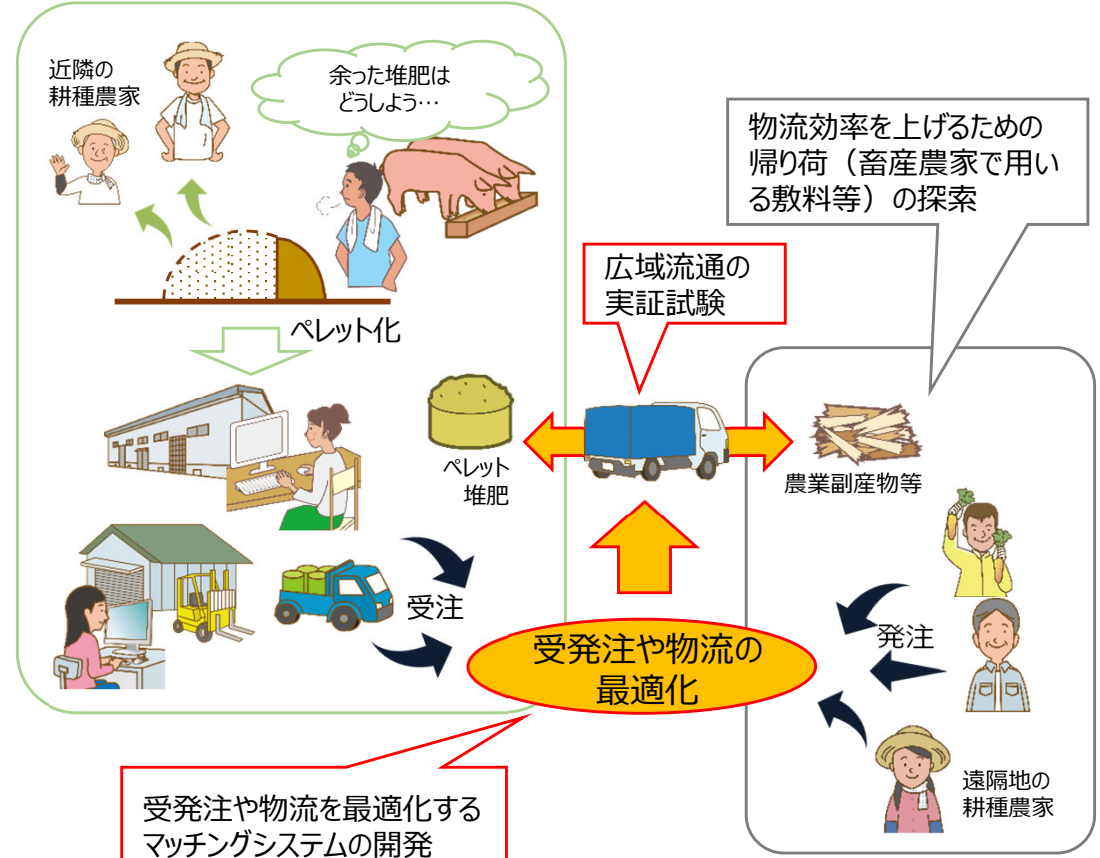 近隣の
耕種農家
余った堆肥は
どうしよう…
物流効率を上げるための
帰り荷（畜産農家で用い
る敷料等）の探索
広域流通の
実証試験
ペレット化
ペレット
堆肥
農業副産物等
受注
発注
受発注や物流の
最適化
遠隔地の
耕種農家
受発注や物流を最適化する
マッチングシステムの開発